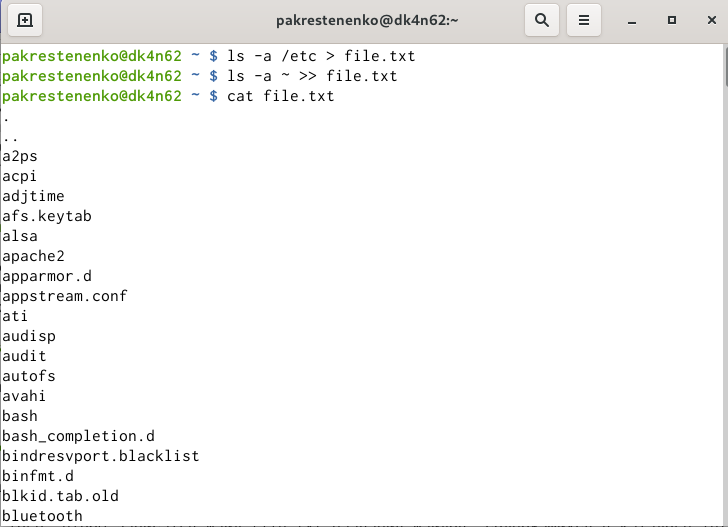 pakrestenenko@dk4n62:~
pakrestenenko@dk4n62 ~ $ ls -a /etc > file.txt
pakrestenenko@dk4n62 ~ $ ls -a ~ >> file.txt
pakrestenenko@dk4n62 ~ $ cat file.txt
.
..
a2ps
acpi
adjtime
afs.keytab
alsa
apache2
apparmor.d
appstream.conf
ati
audisp
audit
autofs
avahi
bash
bash_completion.d
bindresvport.blacklist
binfmt.d
blkid.tab.old
bluetooth